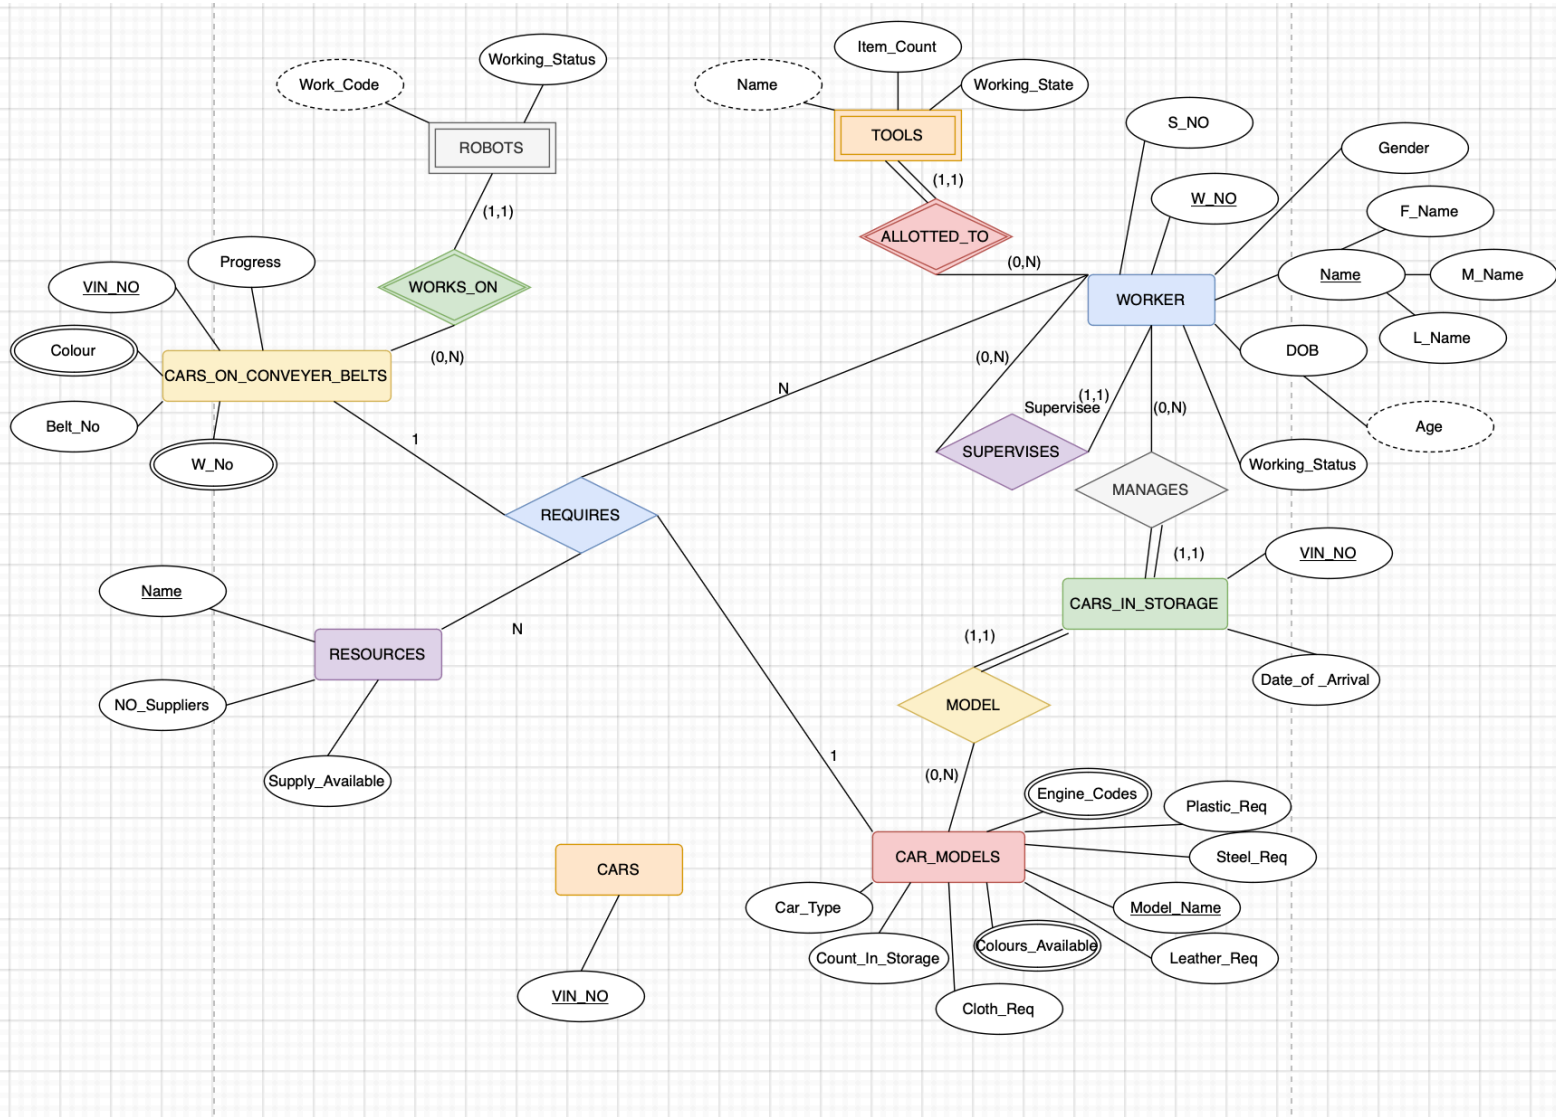 Working_Status
Work_Code
ROBOTS
(1,1)
WORKS_ON
(0,N)
Item_Count
Name
Working_State
TOOLS
(1,1)
ALLOTTED_TO
(0,N)
S_NO
Gender
W_NO
F_Name
Name
M_Name
L_Name
WORKER
DOB
Age
Working_Status
Progress
VIN_NO
Colour
CARS_ON_CONVEYER_BELTS
Belt_No
W_No
1
N
(0,N)
(1,1)
Supervisee
SUPERVISES
(0,N)
MANAGES
(1,1)
REQUIRES
VIN_NO
CARS_IN_STORAGE
Date_of _Arrival
(1,1)
MODEL
(0,N)
Name
N
RESOURCES
NO_Suppliers
Supply_Available
1
Engine_Codes
Plastic_Req
CAR_MODELS
Steel_Req
Car_Type
Model_Name
Count_In_Storage
Colours_Available
Leather_Req
Cloth_Req
CARS
VIN_NO